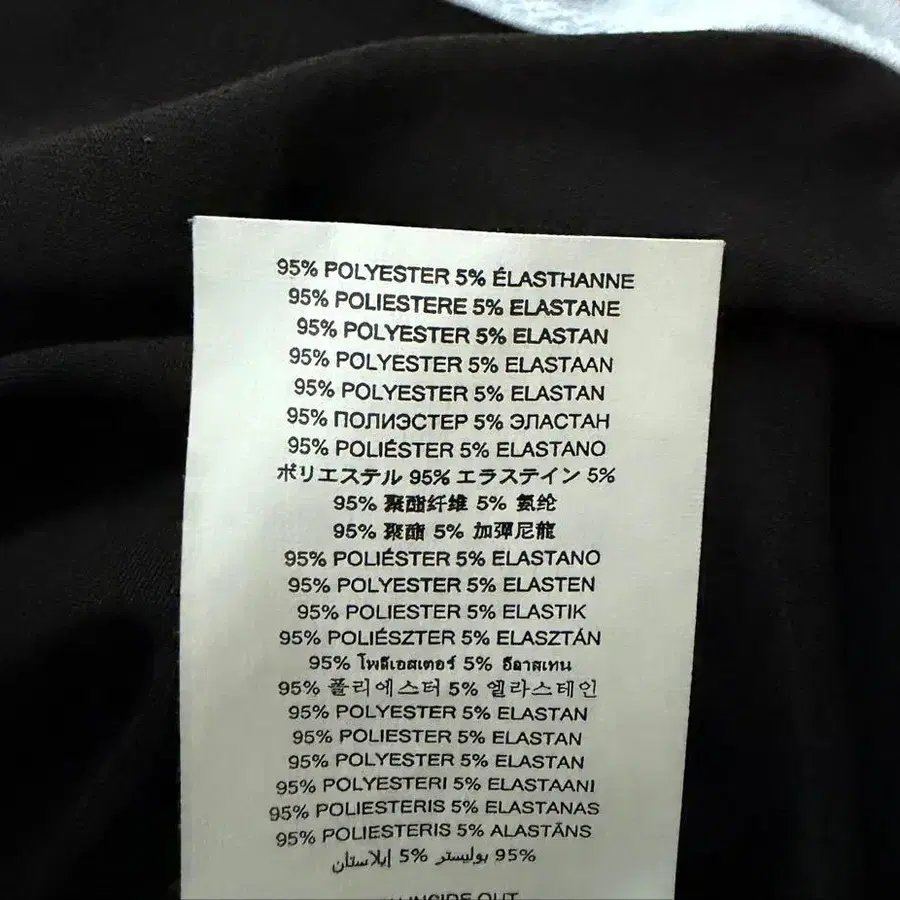 95% POLYESTER 5% ÉLASTHANNE
95% POLIESTERE 5% ELASTANE
95% POLYESTER 5% ELASTAN
95% POLYESTER 5% ELASTAAN
95% POLYESTER 5% ELASTAN
95% ПОЛИЭСТЕР 5% ЭЛАСТАН
95% POLIÉSTER 5% ELASTANO
ポリエステル 95% エラステイン 5%
95% 聚酯纤维 5% 氨纶
95% 聚酯 5% 加彈尼龍
95% POLIÉSTER 5% ELASTANO
95% POLYESTER 5% ELASTEN
95% POLIESTER 5% ELASTIK
95% POLIÉSZTER 5% ELASZTÁN
95% โพลีเอสเตอร์ 5% อีลาสเทน
95% 폴리에스터 5% 엘라스테인
95% POLYESTER 5% ELASTAN
95% POLIESTER 5% ELASTAN
95% POLYESTER 5% ELASTAN
95% POLYESTERI 5% ELASTAANI
95% POLIESTERIS 5% ELASTANAS
95% POLIESTERIS 5% ALASTĀNS
95% بوليستر 5% إيلاستان
INSIDE OUT